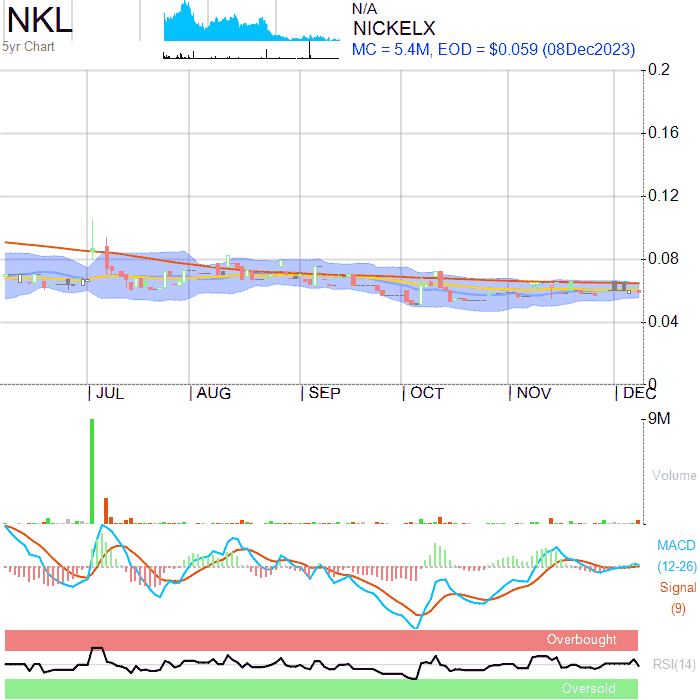 NKL
5yr Chart
N/A
NICKELX
MC = 5.4M, EOD = $0.059 (08Dec2023)
0.2
0.16
0.12
0.08
0.04
0
JUL AUG SEP OCT NOV DEC
9M
Volume
MACD
(12-26)
Signal
(9)
Overbought
RSI(14)
Oversold